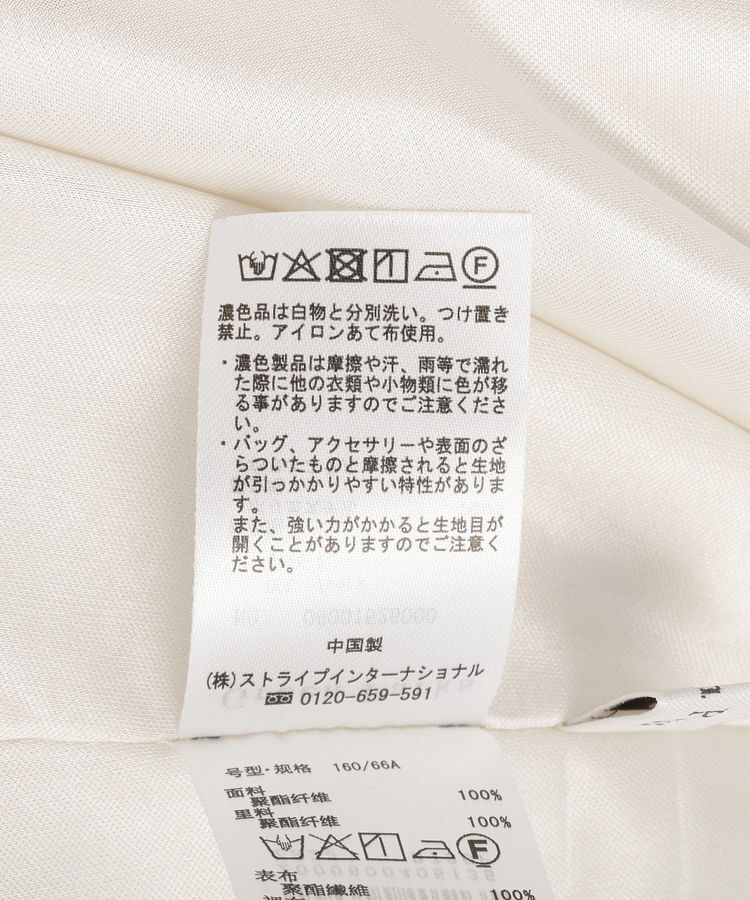 濃色品は白物と分別洗い。つけ置き
禁止。アイロンあて布使用。
・濃色製品は摩擦や汗、雨等で濡れ
た際に他の衣類や小物類に色が移
る事がありますのでご注意くださ
い。
・バッグ、アクセサリーや表面のざ
らついたものと摩擦されると生地
が引っかかりやすい特性がありま
す。
また、強い力がかかると生地目が
開くことがありますのでご注意く
ださい。
中国製
(株)ストライプインターナショナル
0120-659-591
号型・规格 160/66A
面料
聚酯纤维 100%
里料
聚酯纤维 100%
表布
聚酯纖維 100%